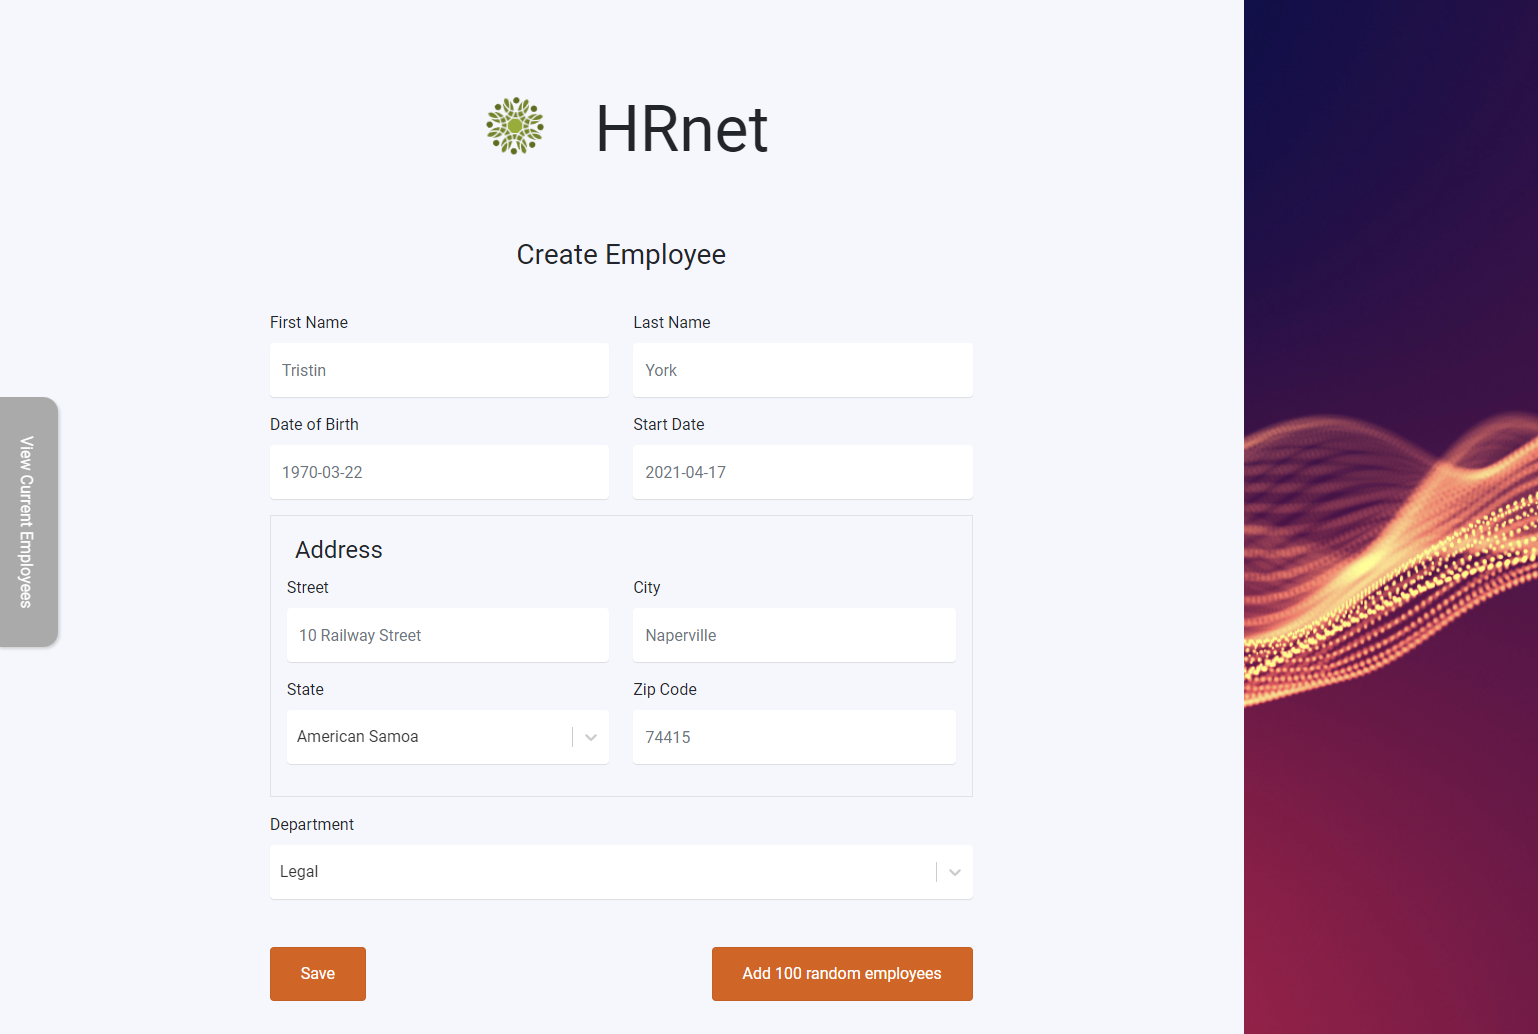 HRnet
Create Employee
First Name
Last Name
Tristin
York
Date of Birth
Start Date
1970-03-22
2021-04-17
View Current Employees
Address
Street
City
10 Railway Street
Naperville
State
Zip Code
American Samoa
74415
Department
Legal
Save
Add 100 random employees